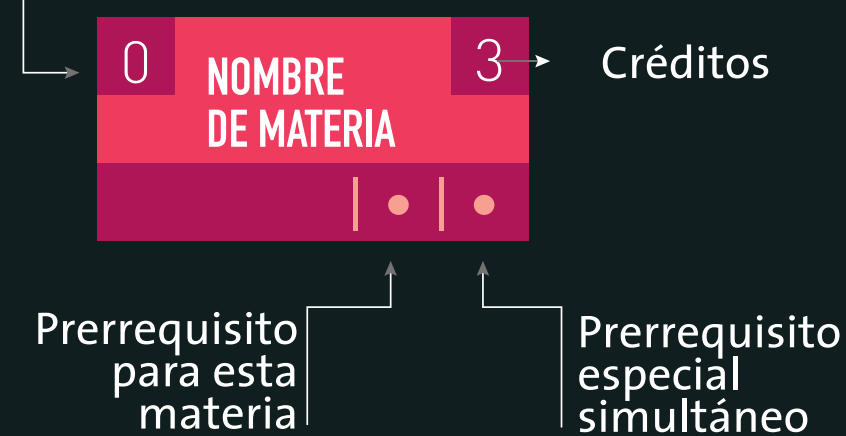 0
NOMBRE
DE MATERIA
3
Créditos
Prerrequisito
para esta
materia
Prerrequisito
especial
simultáneo